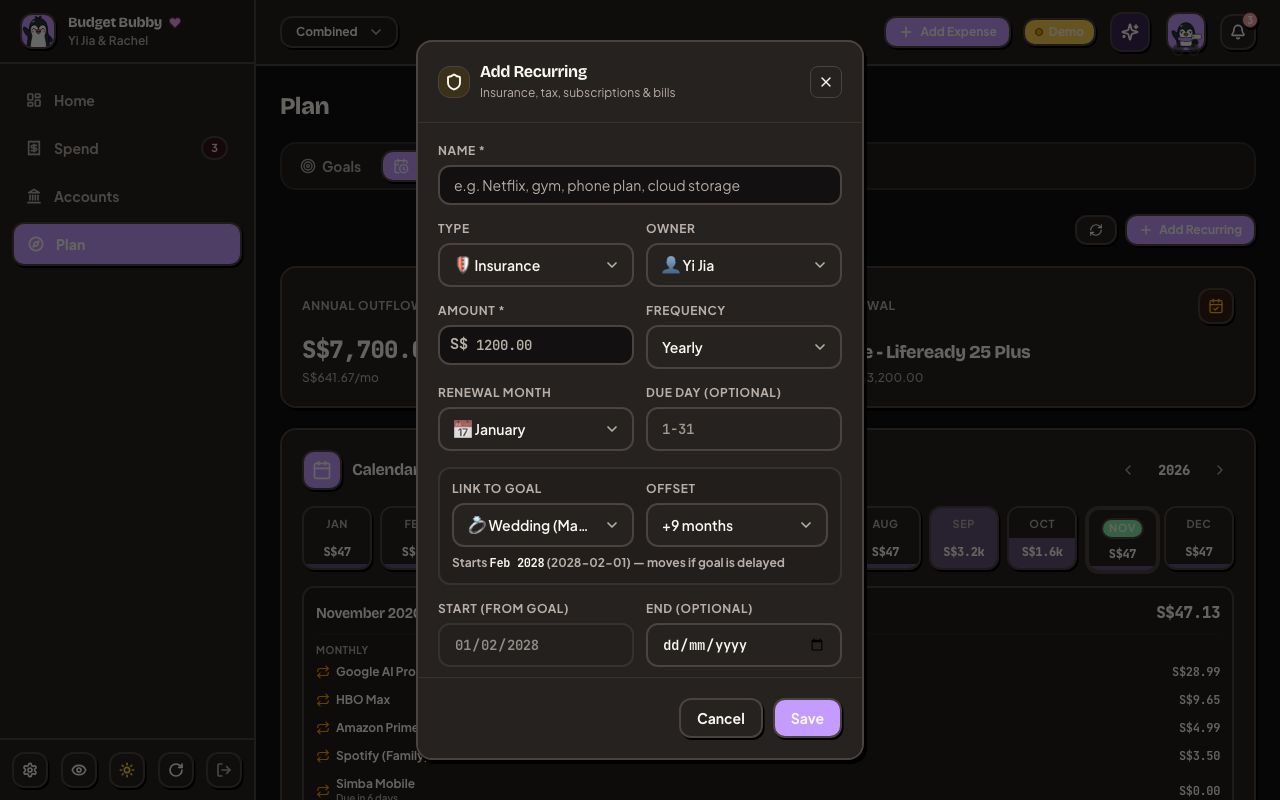 Budget Bubby
Yi Jia & Rachel
Combined
Add Expense
Demo
3
Home
Spend
3
Accounts
Plan
Plan
Goals
Add Recurring
ANNUAL OUTFLOW
S$7,700.
S$641.67/mo
WAL
e - Lifeready 25 Plus
3,200.00
Calendar
2026
JAN
S$47
FE
S$
AUG
S$47
SEP
S$3.2k
OCT
S$1.6k
NOV
S$47
DEC
S$47
November 202
S$47.13
MONTHLY
Google AI Pro
S$28.99
HBO Max
S$9.65
Amazon Prime
S$4.99
Spotify (Family
S$3.50
Simba Mobile
Due in 6 days
S$0.00
Add Recurring
Insurance, tax, subscriptions & bills
NAME *
e.g. Netflix, gym, phone plan, cloud storage
TYPE
OWNER
Insurance
Yi Jia
AMOUNT *
FREQUENCY
S$ 1200.00
Yearly
RENEWAL MONTH
DUE DAY (OPTIONAL)
17
January
1-31
LINK TO GOAL
OFFSET
Wedding (Ma...
+9 months
Starts Feb 2028 (2028-02-01) — moves if goal is delayed
START (FROM GOAL)
END (OPTIONAL)
01/02/2028
dd/mm/yyyy
Cancel
Save